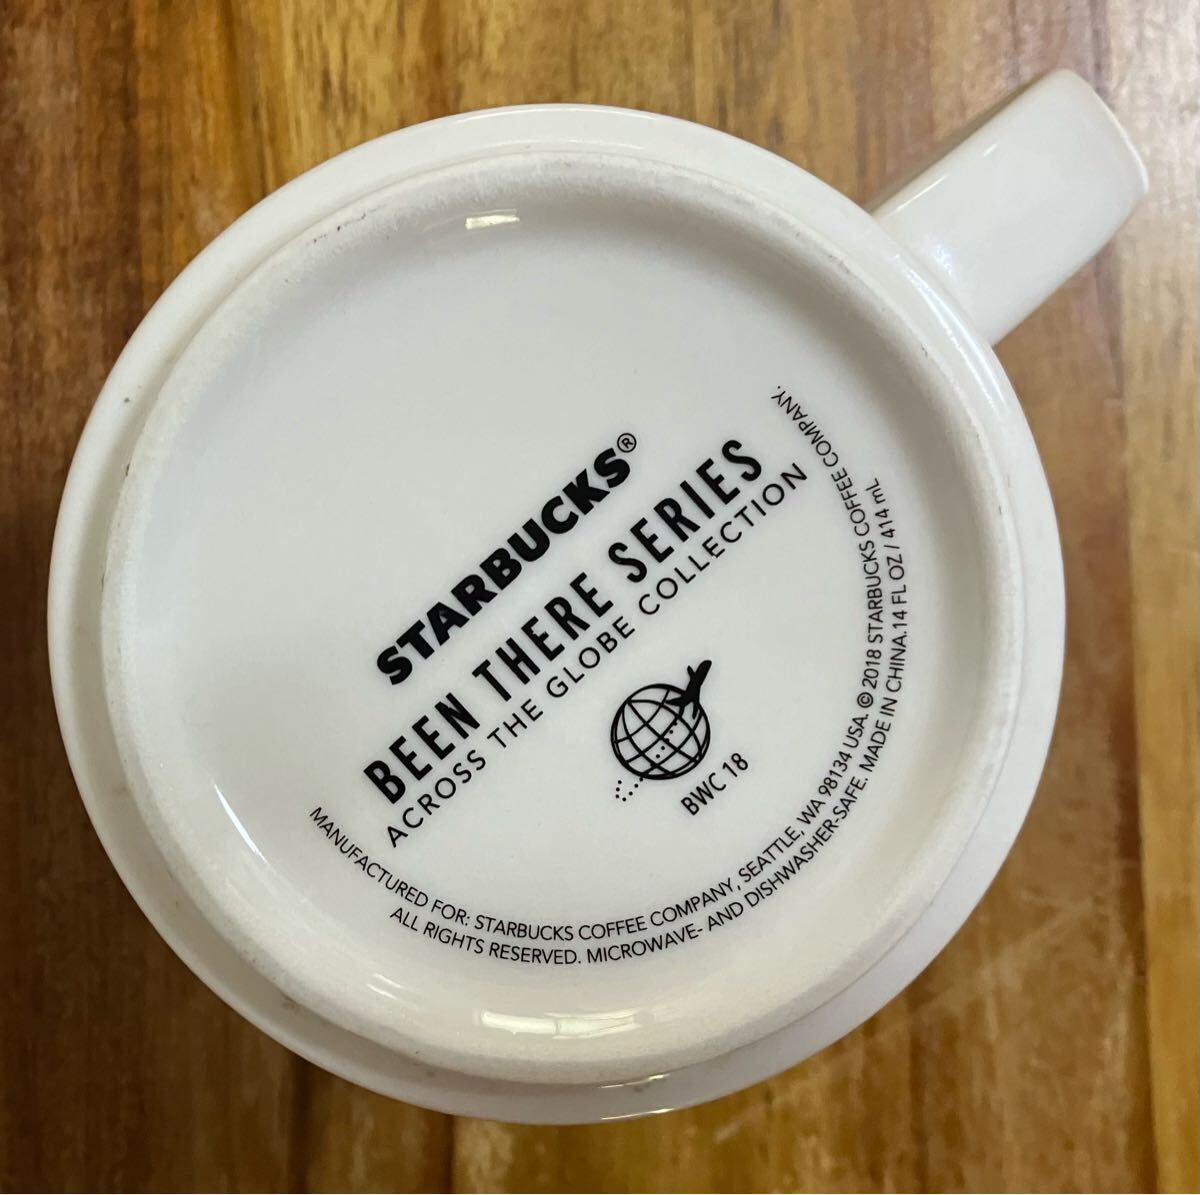 STARBUCKS®
BEEN THERE SERIES
ACROSS THE GLOBE COLLECTION
BWC 18
MANUFACTURED FOR: STARBUCKS COFFEE COMPANY, SEATTLE, WA 98134 USA. © 2018 STARBUCKS COFFEE COMPANY.
ALL RIGHTS RESERVED. MICROWAVE- AND DISHWASHER-SAFE. MADE IN CHINA.14 FL OZ / 414 mL